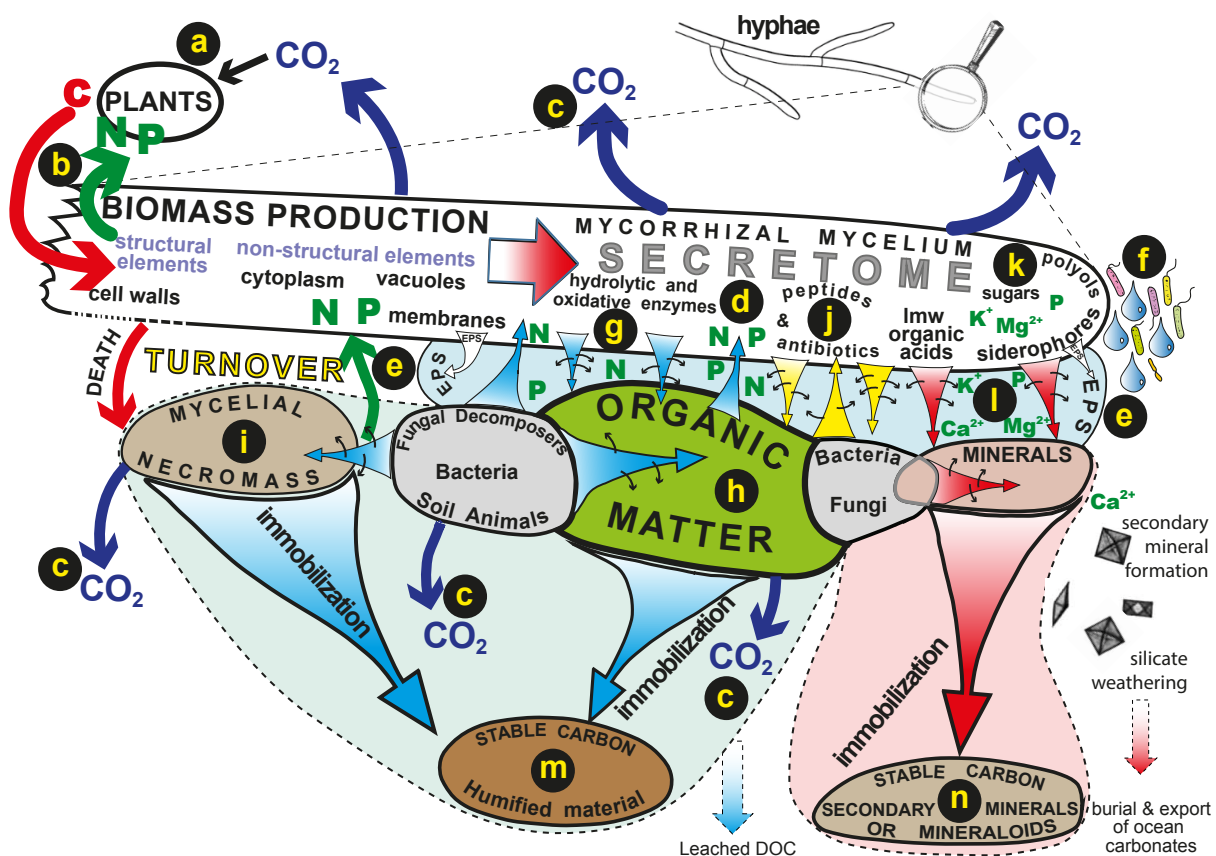 hyphae
a
CO2
PLANTS
C
N P
b
c
CO2
CO2
BIOMASS PRODUCTION
structural
elements
non-structural elements
cytoplasm
vacuoles
cell walls
N P
membranes
MYCORRHIZAL MYCELIUM
SECRETOME
hydrolytic and
oxidative enzymes
d
g
N P
peptides
&
antibiotics
j
k
sugars
polyols
lmw
organic
acids
K+
Mg2+
P
siderophores
f
EPS
EPS
DEATH
TURNOVER
e
EPS
N
P
N
P
N
K+
P
l
Ca2+
Mg2+
EPS
e
MYCELIAL
i
NECROMASS
Fungal Decomposers
Bacteria
Soil Animals
ORGANIC
h
MATTER
Bacteria
Fungi
MINERALS
Ca2+
secondary
mineral
formation
silicate
weathering
c
CO2
c
CO2
CO2
c
immobilization
immobilization
immobilization
STABLE CARBON
m
Humified material
STABLE CARBON
n
SECONDARY MINERALS
OR MINERALOIDS
Leached DOC
burial & export
of ocean
carbonates